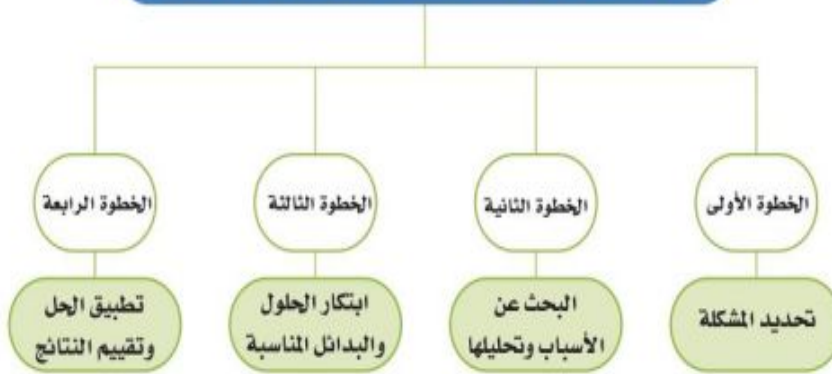 الخطوة الأولى
تحديد المشكلة
الخطوة الثانية
البحث عن
الأسباب وتحليلها
الخطوة الثالثة
ابتكار الحلول
والبدائل المناسبة
الخطوة الرابعة
تطبيق الحل
وتقييم النتائج